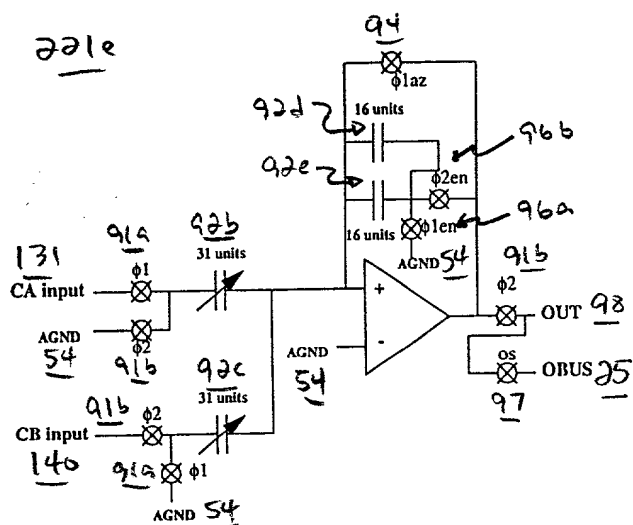 221e
94
ϕ1az
92d
16 units
96b
92e
ϕ2en
ϕ1en
96a
16 units
AGND 54
91a
92b
31 units
131
ϕ1
CA input
+
91b
ϕ2
OUT 98
AGND
ϕ2
54
91b
AGND
-
54
os
OBUS 25
97
92c
31 units
91b
ϕ2
CB input
140
91a
ϕ1
AGND 54